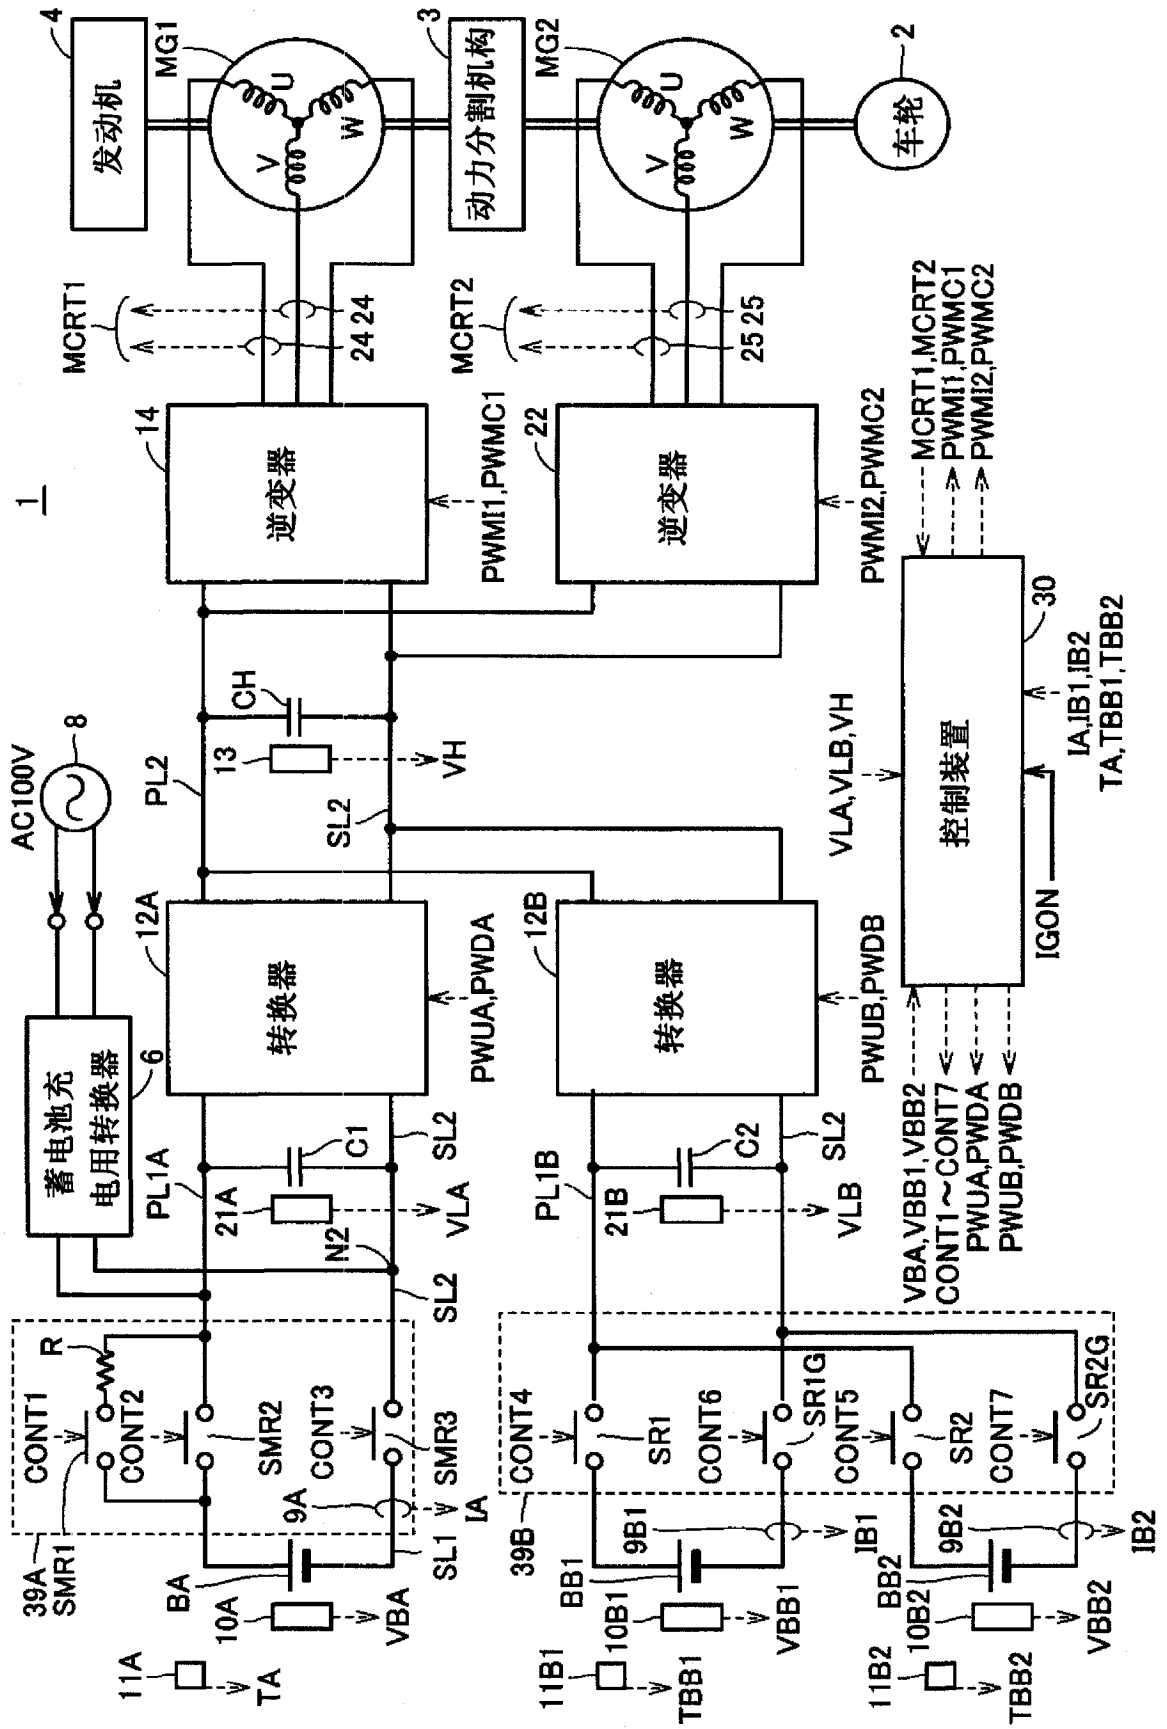 1
39A
SMR1
CONT1
R
CONT2
SMR2
CONT3
SMR3
BA
10A
VBA
11A
TA
9A
IA
SL1
蓄电池充
电用转换器
6
AC100V
8
PL1A
21A
C1
VLA
N2
SL2
SL2
12A
转换器
PWUA,PWDA
PL2
SL2
13
CH
VH
14
逆变器
PWMI1,PWMC1
MCRT1
24
24
4
发动机
MG1
U
V
W
3
动力分割机构
39B
CONT4
SR1
CONT6
SR1G
CONT5
SR2
CONT7
SR2G
BB1
10B1
VBB1
11B1
TBB1
9B1
IB1
BB2
10B2
VBB2
11B2
TBB2
9B2
IB2
PL1B
21B
C2
VLB
SL2
12B
转换器
PWUB,PWDB
22
逆变器
PWMI2,PWMC2
MCRT2
25
25
MG2
U
V
W
2
车轮
VLA,VLB,VH
控制装置
30
VBA,VBB1,VBB2
CONT1~CONT7
PWUA,PWDA
PWUB,PWDB
IGON
IA,IB1,IB2
TA,TBB1,TBB2
MCRT1,MCRT2
PWMI1,PWMC1
PWMI2,PWMC2